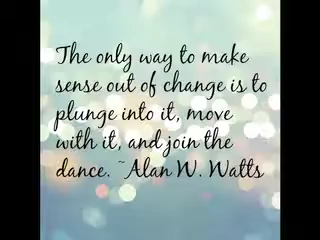 The only way to make
sense out of change is to
plunge into it, move
with it, and join the
dance. ~Alan W. Watts